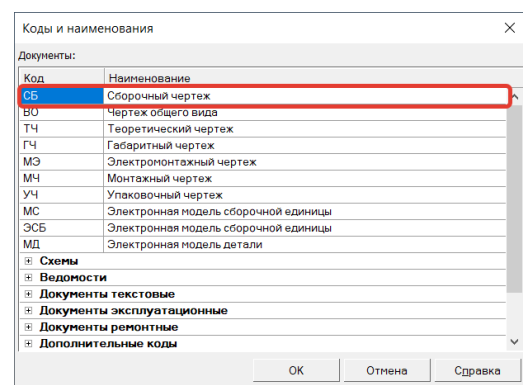 Коды и наименования
Документы:
Код Наименование
СБ Сборочный чертеж
ВО Чертеж общего вида
ТЧ Теоретический чертеж
ГЧ Габаритный чертеж
МЭ Электромонтажный чертеж
МЧ Монтажный чертеж
УЧ Упаковочный чертеж
МС Электронная модель сборочной единицы
ЭСБ Электронная модель сборочной единицы
МД Электронная модель детали
Схемы
Ведомости
Документы текстовые
Документы эксплуатационные
Документы ремонтные
Дополнительные коды
OK Отмена Справка